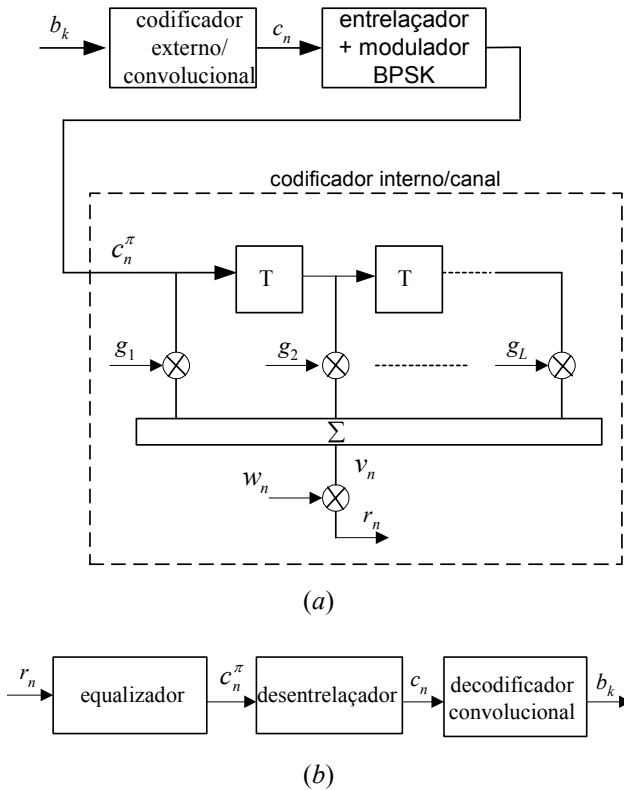 b_k
codificador
externo/
convolucional
c_n
entrelaçador
+ modulador
BPSK
codificador interno/canal
c_n^π
T
T
g_1
g_2
g_L
Σ
w_n
v_n
r_n
(a)
r_n
equalizador
c_n^π
desentrelaçador
c_n
decodificador
convolucional
b_k
(b)